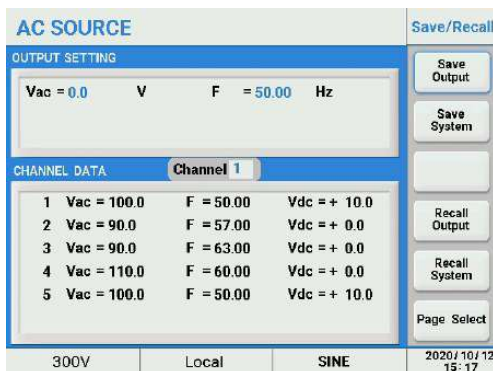 AC SOURCE
OUTPUT SETTING
Vac = 0.0 V F = 50.00 Hz
CHANNEL DATA Channel 1
1 Vac = 100.0 F = 50.00 Vdc = + 10.0
2 Vac = 90.0 F = 57.00 Vdc = + 0.0
3 Vac = 90.0 F = 63.00 Vdc = + 0.0
4 Vac = 110.0 F = 60.00 Vdc = + 0.0
5 Vac = 100.0 F = 50.00 Vdc = + 10.0
300V Local SINE
Save/Recall
Save
Output
Save
System
Recall
Output
Recall
System
Page Select
2020/10/12
15:17